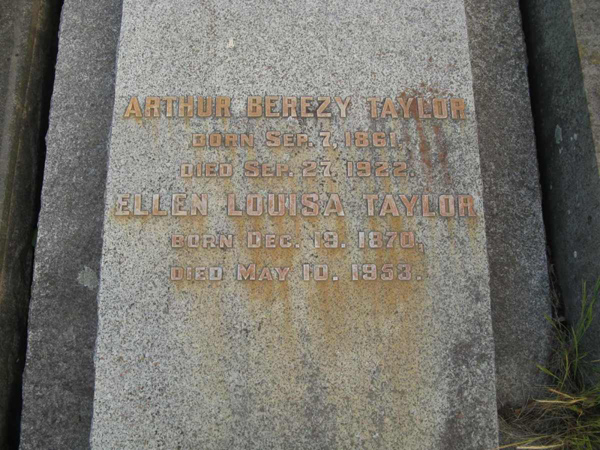 ARTHUR BEREZY TAYLOR
BORN SEP. 7, 1861.
DIED SEP. 27, 1922.
ELLEN LOUISA TAYLOR
BORN DEC. 19. 1870.
DIED MAY 10. 1953.